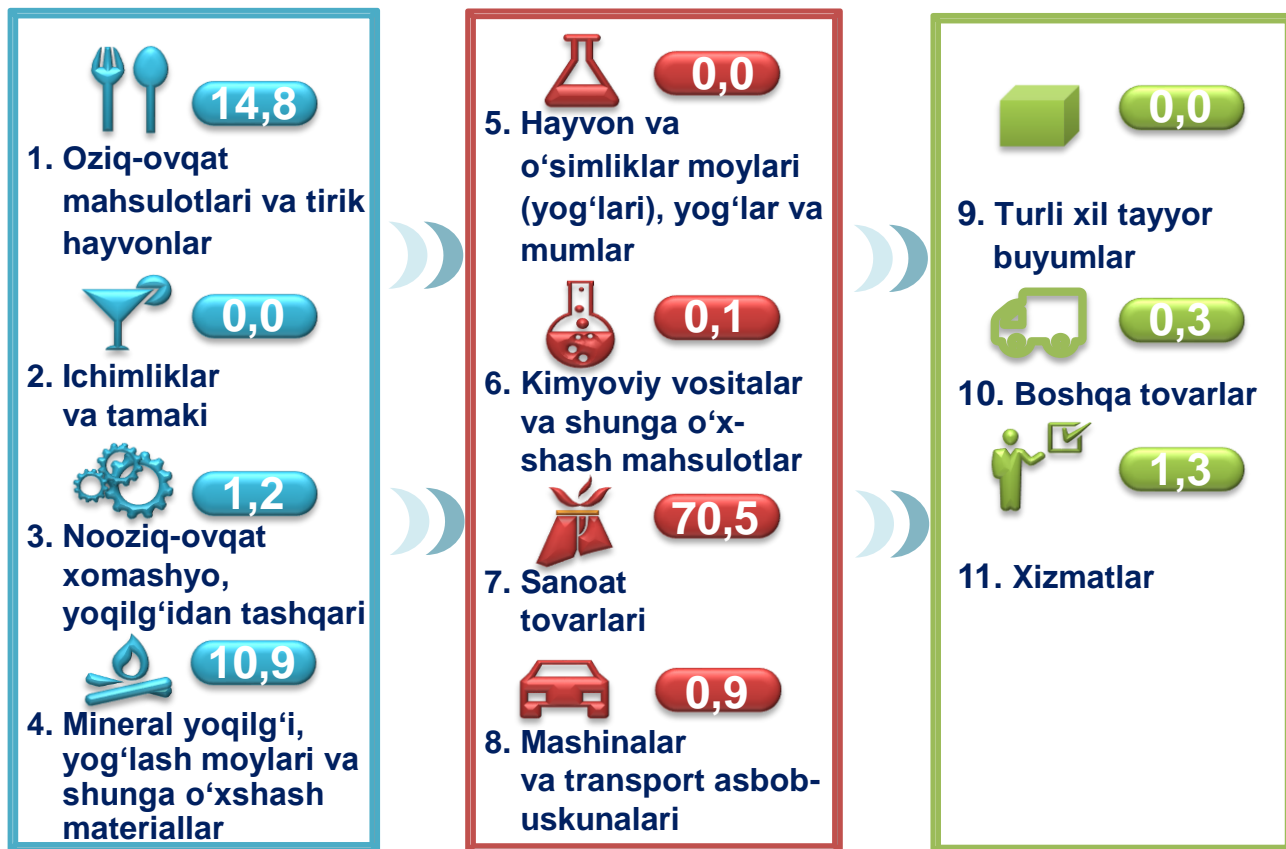 14,8
1. Oziq-ovqat
mahsulotlari va tirik
hayvonlar
0,0
2. Ichimliklar
va tamaki
1,2
3. Nooziq-ovqat
xomashyo,
yoqilg‘idan tashqari
10,9
4. Mineral yoqilg‘i,
yog‘lash moylari va
shunga o‘xshash
materiallar
0,0
5. Hayvon va
o‘simliklar moylari
(yog‘lari), yog‘lar va
mumlar
0,1
6. Kimyoviy vositalar
va shunga o‘x-
shash mahsulotlar
70,5
7. Sanoat
tovarlari
0,9
8. Mashinalar
va transport asbob-
uskunalari
0,0
9. Turli xil tayyor
buyumlar
0,3
10. Boshqa tovarlar
1,3
11. Xizmatlar